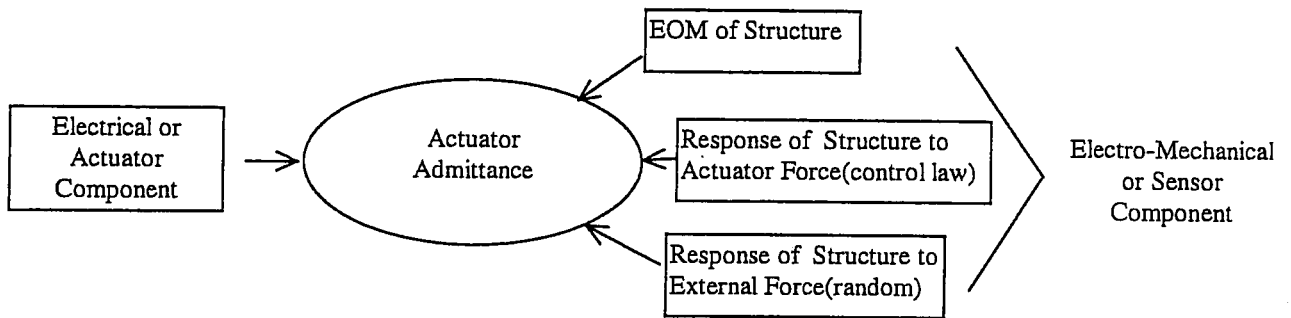 EOM of Structure
Electrical or
Actuator
Component
Actuator
Admittance
Response of Structure to
Actuator Force(control law)
Response of Structure to
External Force(random)
Electro-Mechanical
or Sensor
Component